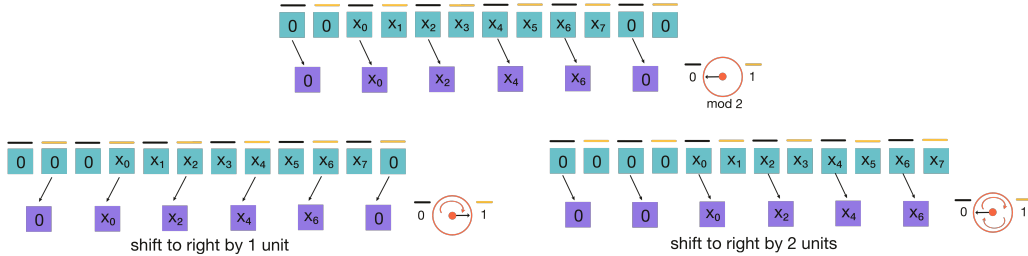 0 0 x₀ x₁ x₂ x₃ x₄ x₅ x₆ x₇ 0 0
0 x₀ x₂ x₄ x₆ 0
0 1
mod 2
0 0 0 x₀ x₁ x₂ x₃ x₄ x₅ x₆ x₇ 0
0 x₀ x₂ x₄ x₆ 0
0 1
shift to right by 1 unit
0 0 0 0 x₀ x₁ x₂ x₃ x₄ x₅ x₆ x₇
0 0 x₀ x₂ x₄ x₆
0 1
shift to right by 2 units